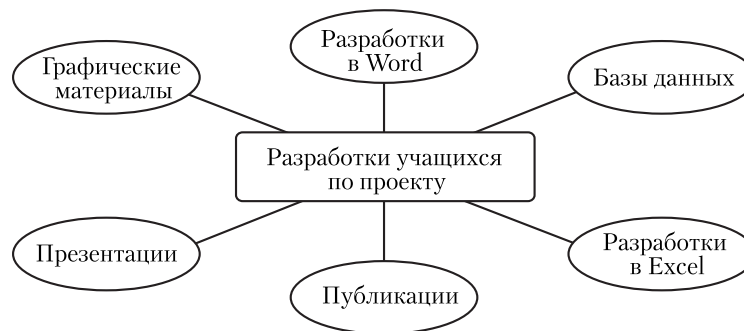 Разработки
в Word
Графические
материалы
Базы данных
Разработки учащихся
по проекту
Презентации
Разработки
в Excel
Публикации